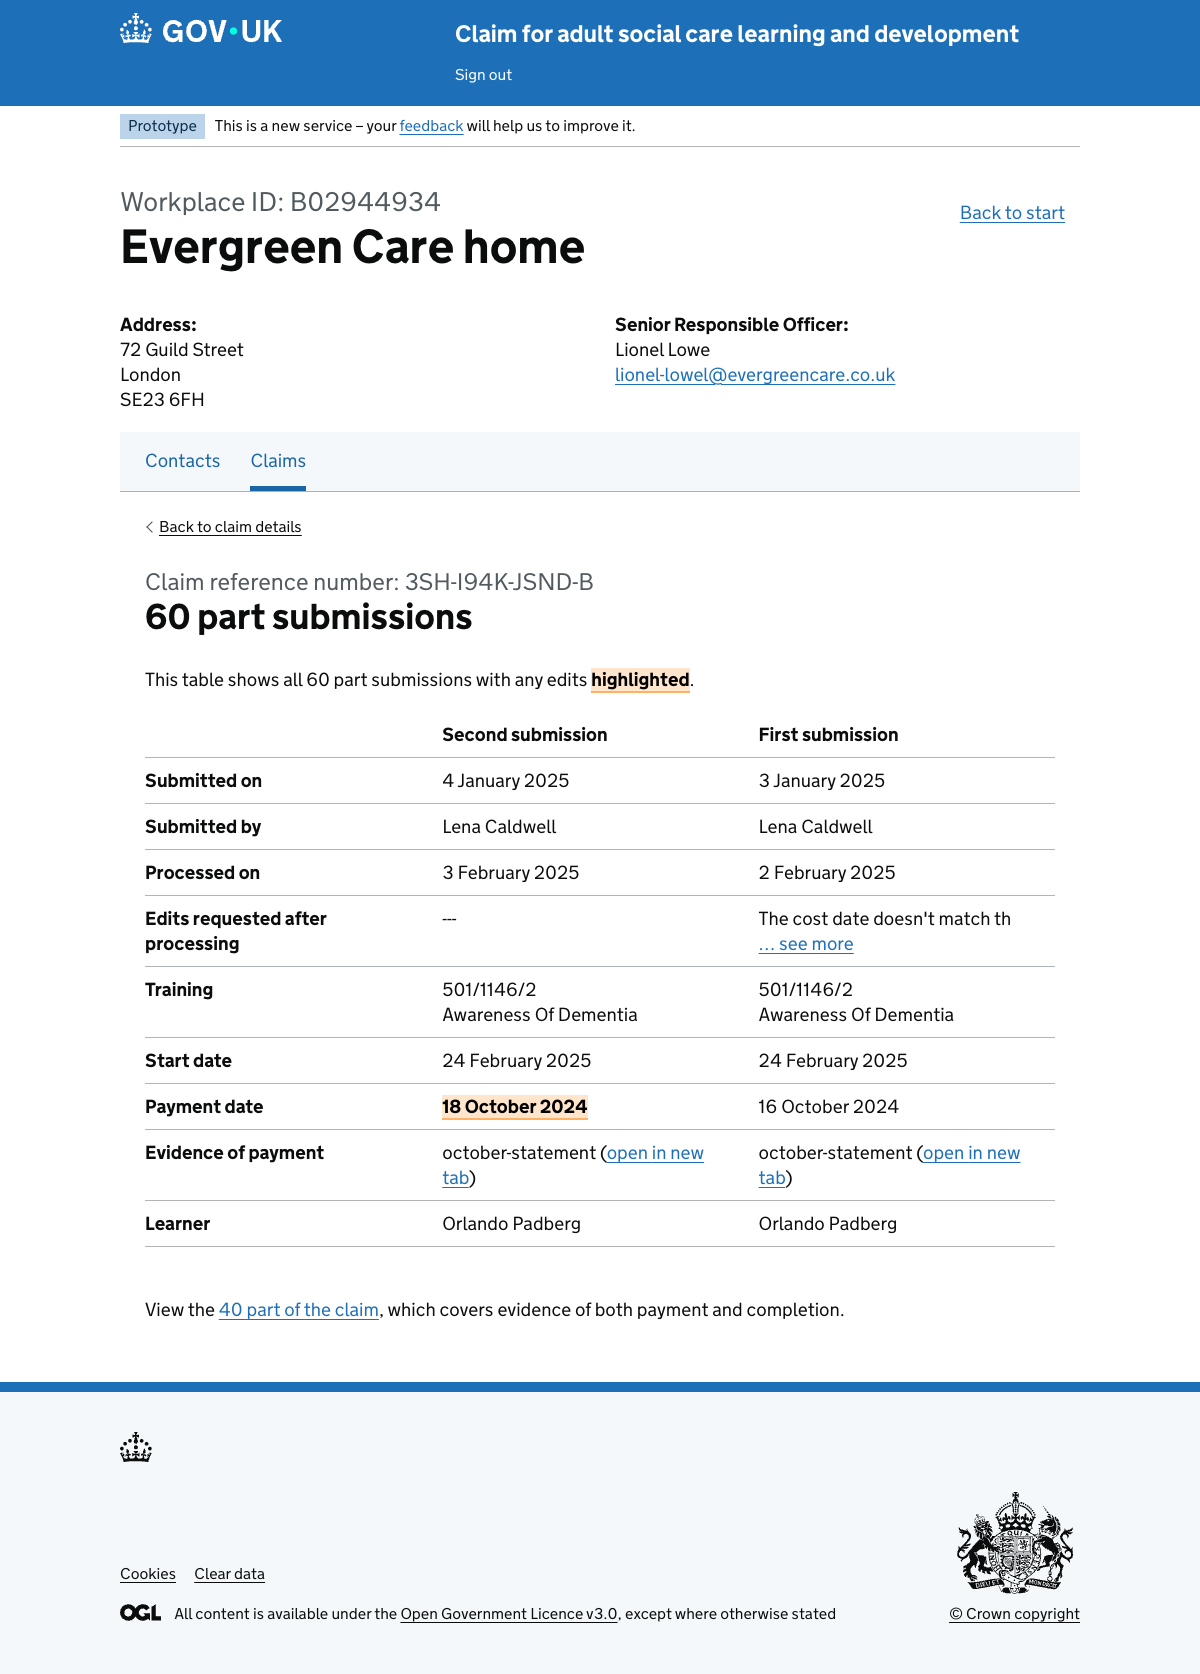 GOV·UK
Claim for adult social care learning and development
Sign out
Prototype This is a new service – your feedback will help us to improve it.
Workplace ID: B02944934
Back to start
Evergreen Care home
Address:
72 Guild Street
London
SE23 6FH
Senior Responsible Officer:
Lionel Lowe
lionel-lowel@evergreencare.co.uk
Contacts Claims
Back to claim details
Claim reference number: 3SH-I94K-JSND-B
60 part submissions
This table shows all 60 part submissions with any edits highlighted.
Second submission First submission
Submitted on 4 January 2025 3 January 2025
Submitted by Lena Caldwell Lena Caldwell
Processed on 3 February 2025 2 February 2025
Edits requested after --- The cost date doesn't match th
processing … see more
Training 501/1146/2 501/1146/2
Awareness Of Dementia Awareness Of Dementia
Start date 24 February 2025 24 February 2025
Payment date 18 October 2024 16 October 2024
Evidence of payment october-statement (open in new october-statement (open in new
tab) tab)
Learner Orlando Padberg Orlando Padberg
View the 40 part of the claim, which covers evidence of both payment and completion.
Cookies Clear data
OGL All content is available under the Open Government Licence v3.0, except where otherwise stated
© Crown copyright